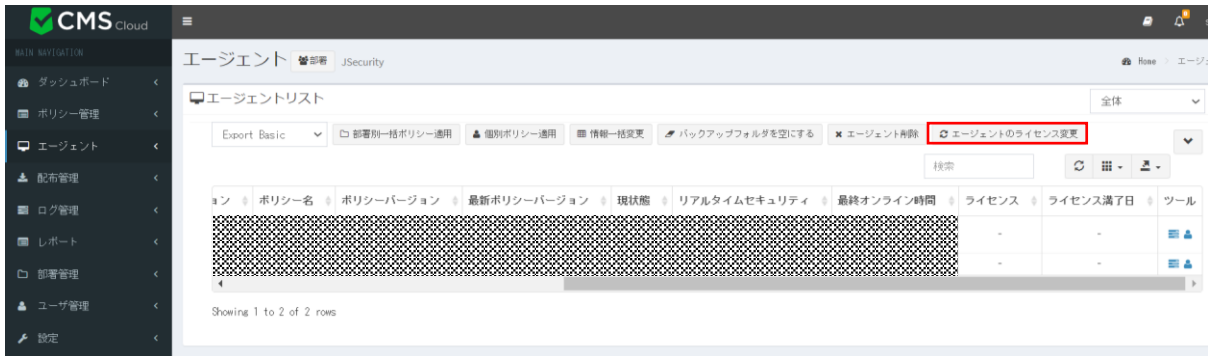 CMS Cloud
MAIN NAVIGATION
ダッシュボード
ポリシー管理
エージェント
配布管理
ログ管理
レポート
部署管理
ユーザ管理
設定
エージェント 部署 JSecurity
Home > エージ
エージェントリスト
全体
Export Basic 部署別一括ポリシー適用 個別ポリシー適用 情報一括変更 バックアップフォルダを空にする エージェント削除 エージェントのライセンス変更
検索
ョン ポリシー名 ポリシーバージョン 最新ポリシーバージョン 現状態 リアルタイムセキュリティ 最終オンライン時間 ライセンス ライセンス満了日 ツール
- -
- -
Showing 1 to 2 of 2 rows